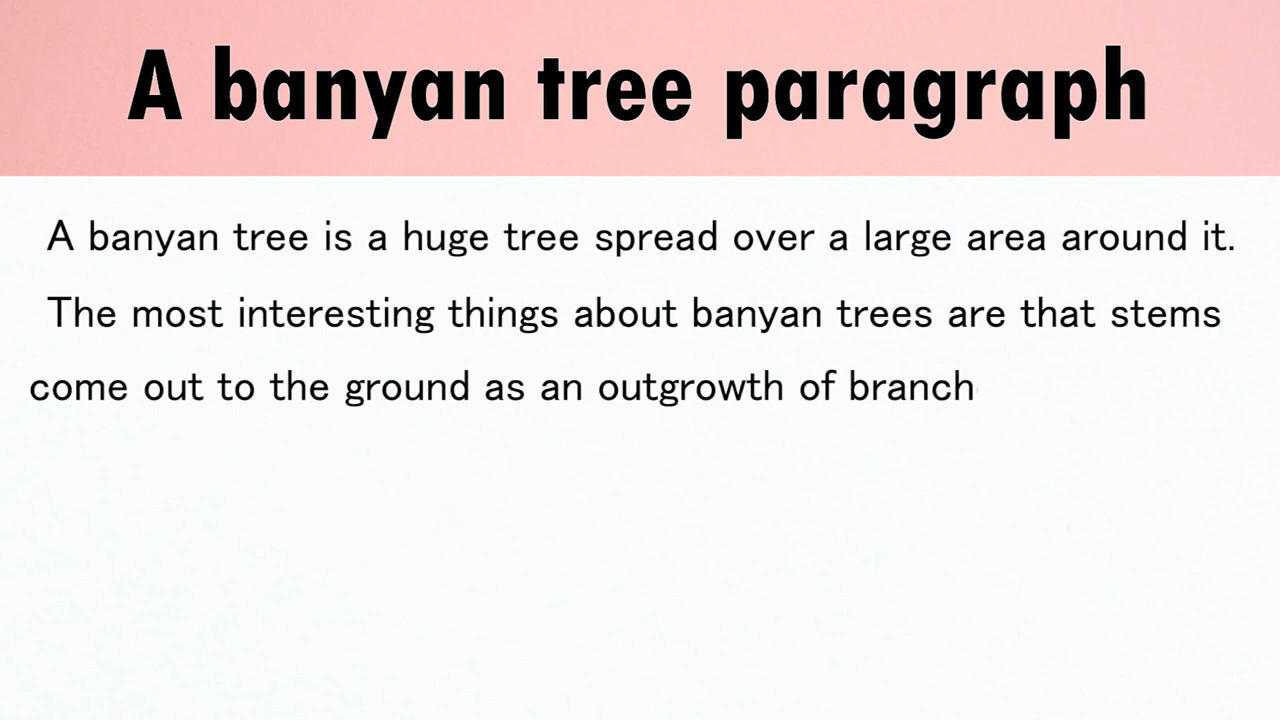 A banyan tree paragraph
A banyan tree is a huge tree spread over a large area around it.
The most interesting things about banyan trees are that stems
come out to the ground as an outgrowth of branch